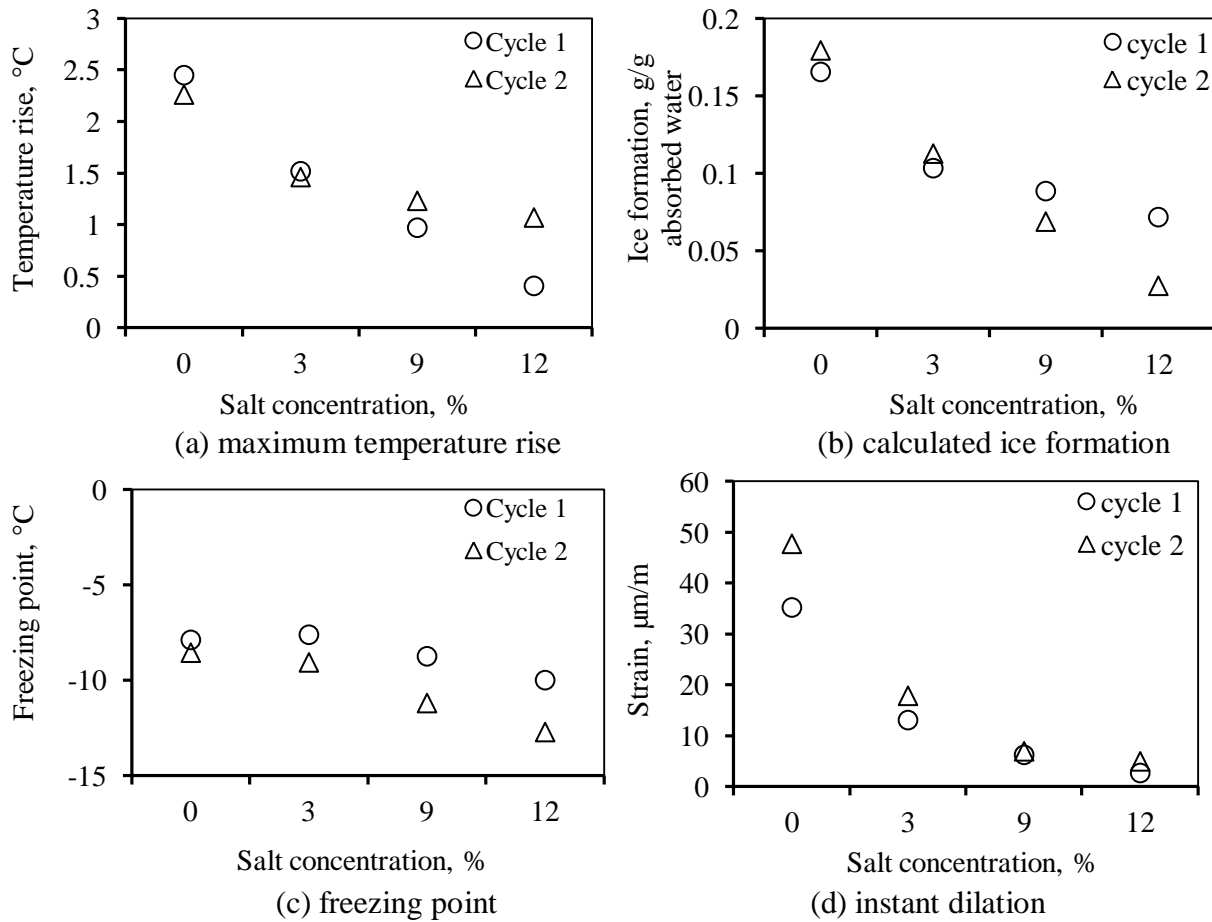 3
2.5
2
1.5
1
0.5
0
Temperature rise, °C
Cycle 1
Cycle 2
0 3 9 12
Salt concentration, %
(a) maximum temperature rise
0.2
0.15
0.1
0.05
0
Ice formation, g/g
absorbed water
cycle 1
cycle 2
0 3 9 12
Salt concentration, %
(b) calculated ice formation
0
-5
-10
-15
Freezing point, °C
Cycle 1
Cycle 2
0 3 9 12
Salt concentration, %
(c) freezing point
60
50
40
30
20
10
0
Strain, μm/m
cycle 1
cycle 2
0 3 9 12
Salt concentration, %
(d) instant dilation